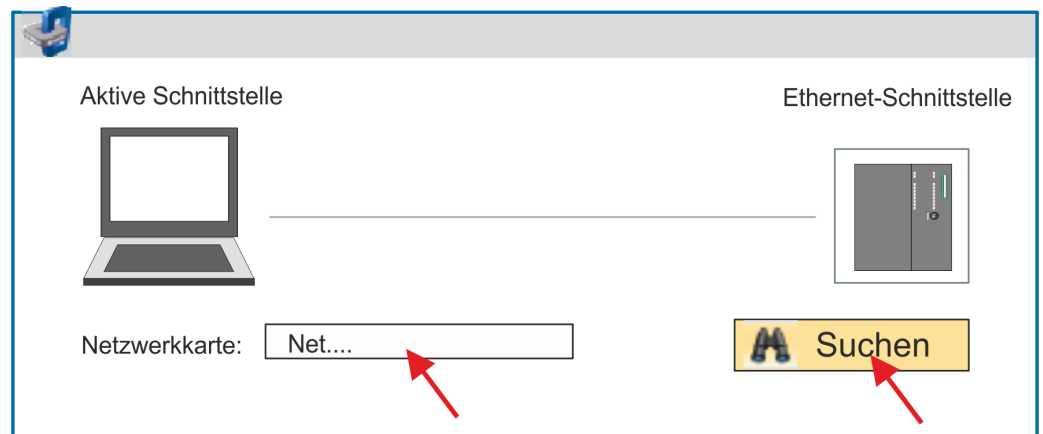 Aktive Schnittstelle
Ethernet-Schnittstelle
Netzwerkkarte:
Net....
Suchen